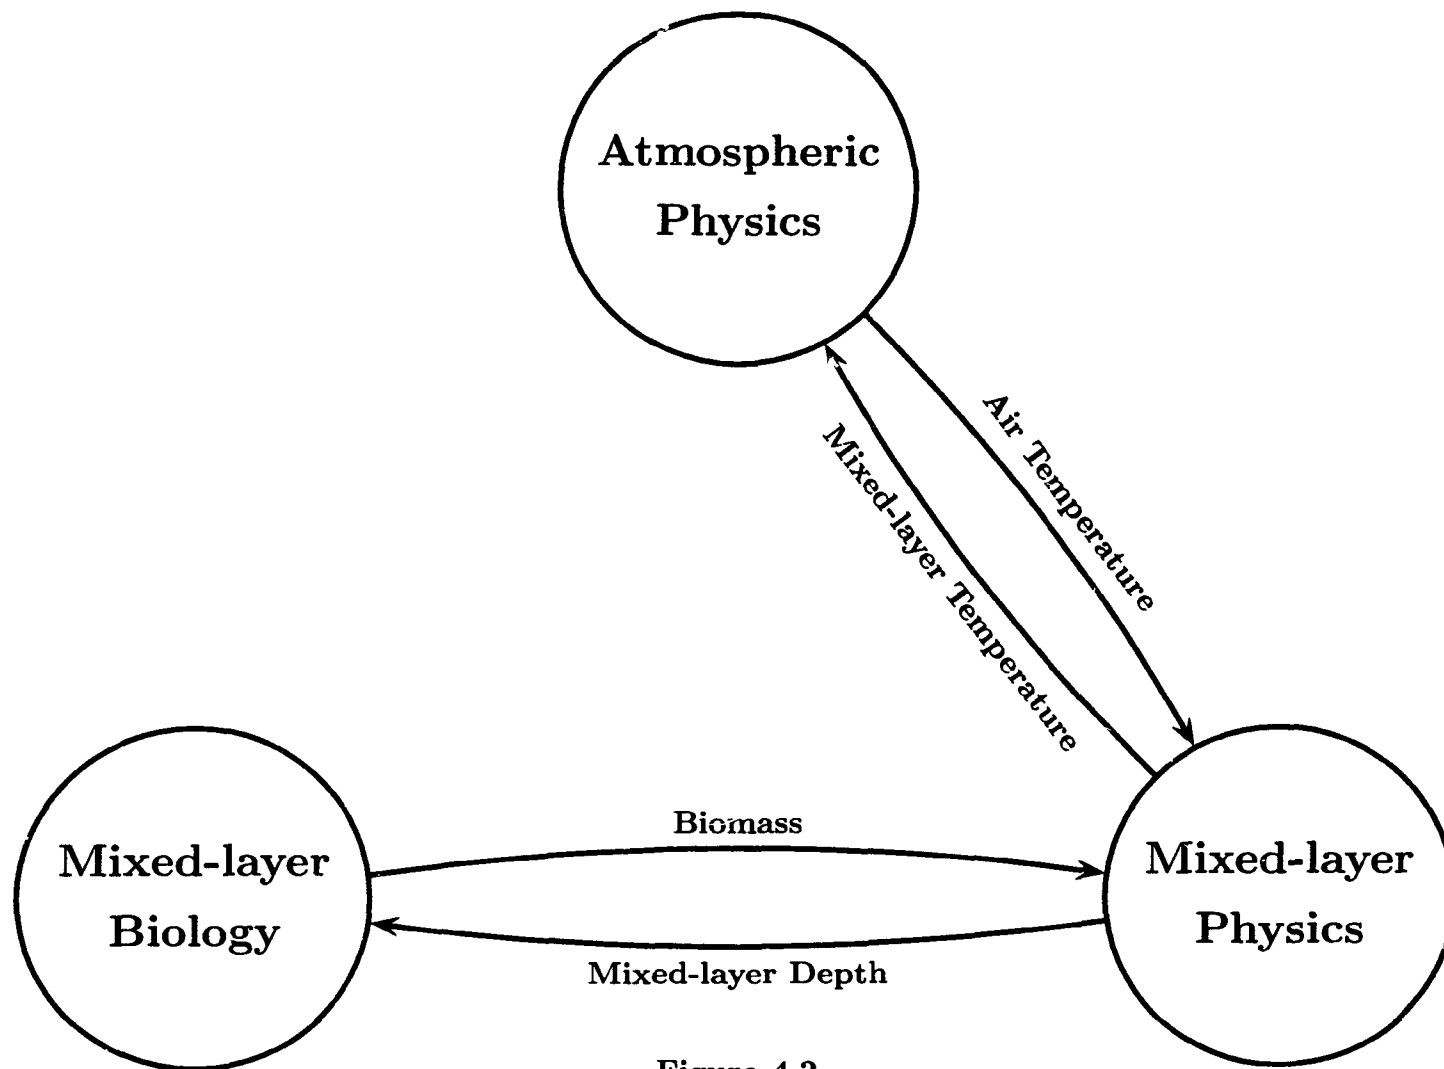 Atmospheric
Physics
Air Temperature
Mixed-layer Temperature
Biomass
Mixed-layer
Biology
Mixed-layer
Physics
Mixed-layer Depth